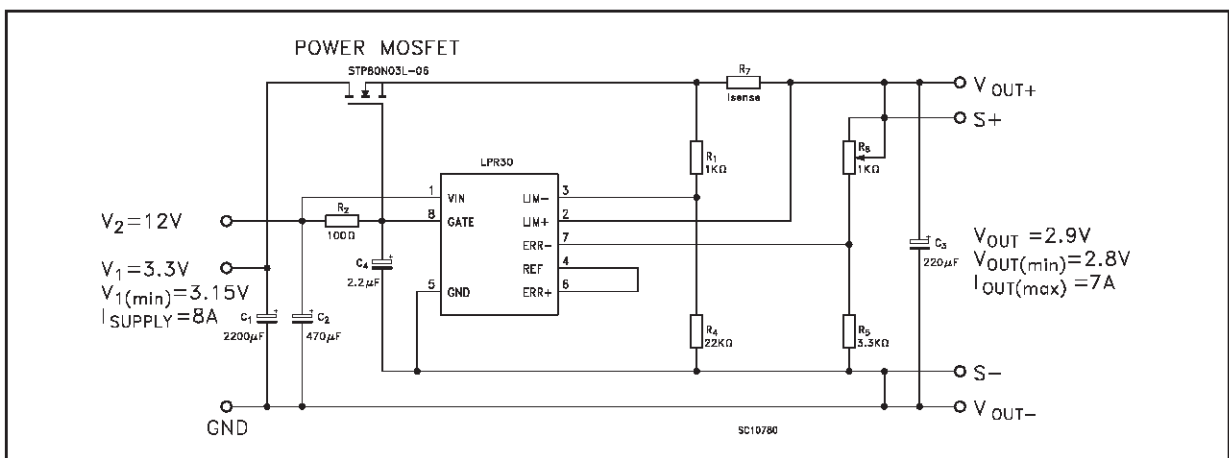 POWER MOSFET
STP80N03L-06
R7
Isense
VOUT+
S+
R1
1KΩ
R6
1KΩ
LPR30
1 VIN LIM- 3
8 GATE LIM+ 2
ERR- 7
REF 4
5 GND ERR+ 6
V2=12V
R2
100Ω
C4
2.2µF
V1=3.3V
V1(min)=3.15V
ISUPPLY=8A
C1
2200µF
C2
470µF
R4
22KΩ
R5
3.3KΩ
C3
220µF
VOUT=2.9V
VOUT(min)=2.8V
IOUT(max)=7A
S-
GND
VOUT-
SC10780